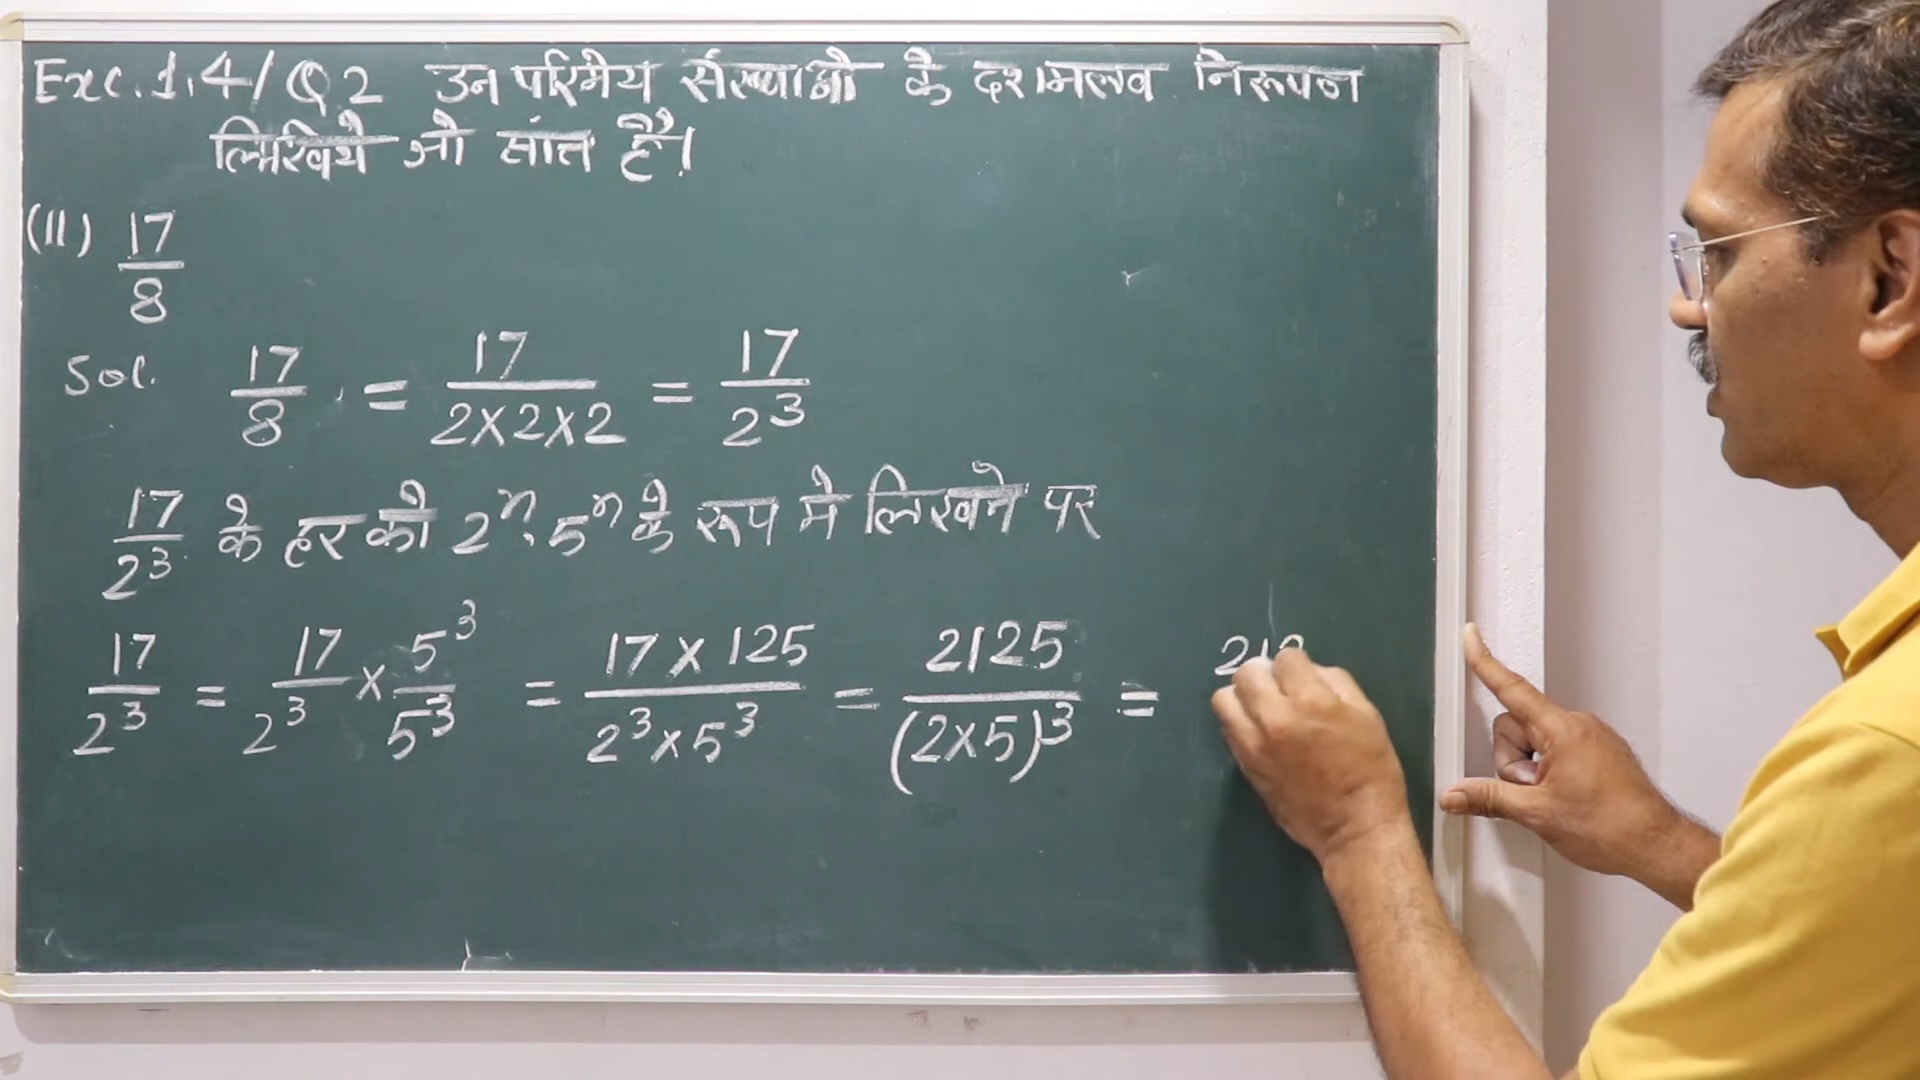 Exc. 1.4/Q2 उन परिमेय संख्याओं के दशमलव निरूपण
लिखिये जो सांत है।
(II) 17/8
Sol. 17/8 = 17/2×2×2 = 17/2³
17/2³ के हर को 2ⁿ.5ⁿ के रूप मे लिखने पर
17/2³ = 17/2³ × 5³/5³ = 17×125/2³×5³ = 2125/(2×5)³ = 212